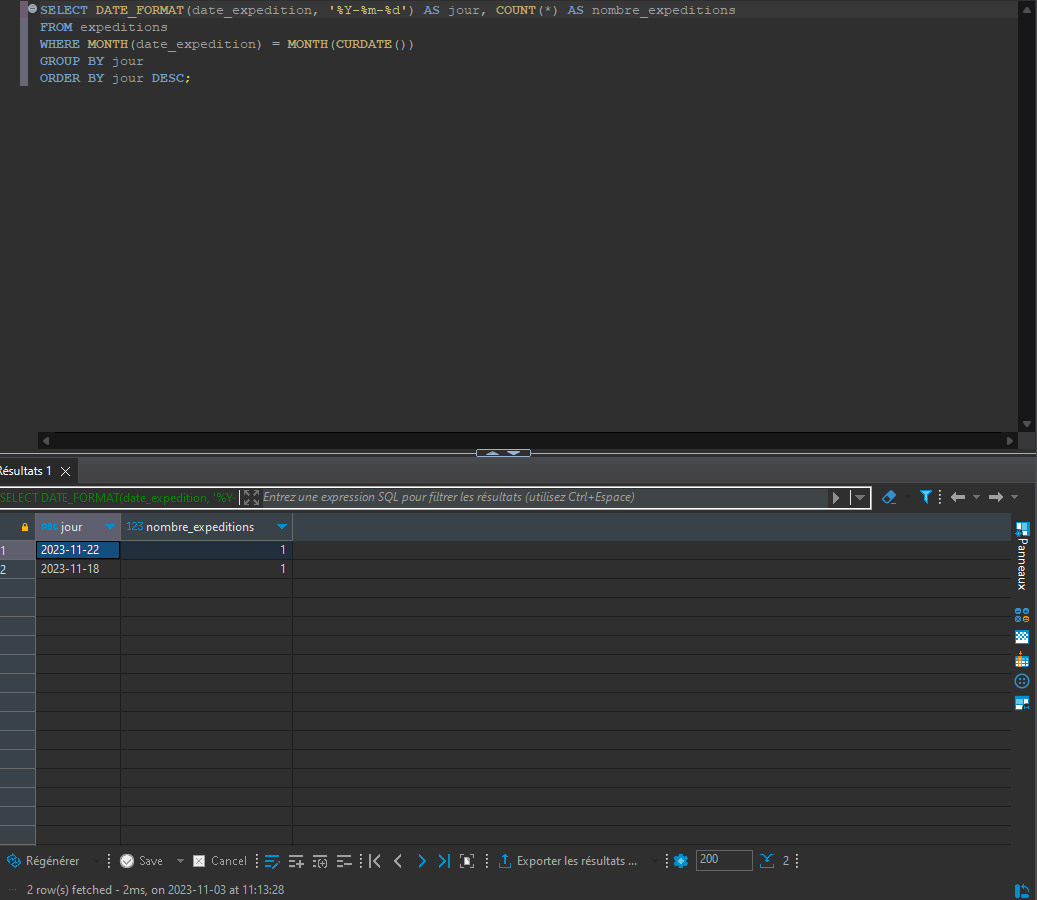 SELECT DATE_FORMAT(date_expedition, '%Y-%m-%d') AS jour, COUNT(*) AS nombre_expeditions
FROM expeditions
WHERE MONTH(date_expedition) = MONTH(CURDATE())
GROUP BY jour
ORDER BY jour DESC;
Résultats 1
SELECT DATE_FORMAT(date_expedition, '%Y- Entrez une expression SQL pour filtrer les résultats (utilisez Ctrl+Espace)
abc jour 123 nombre_expeditions
1 2023-11-22 1
2 2023-11-18 1
Panneaux
Régénérer Save Cancel Exporter les résultats ... 200 2
2 row(s) fetched - 2ms, on 2023-11-03 at 11:13:28